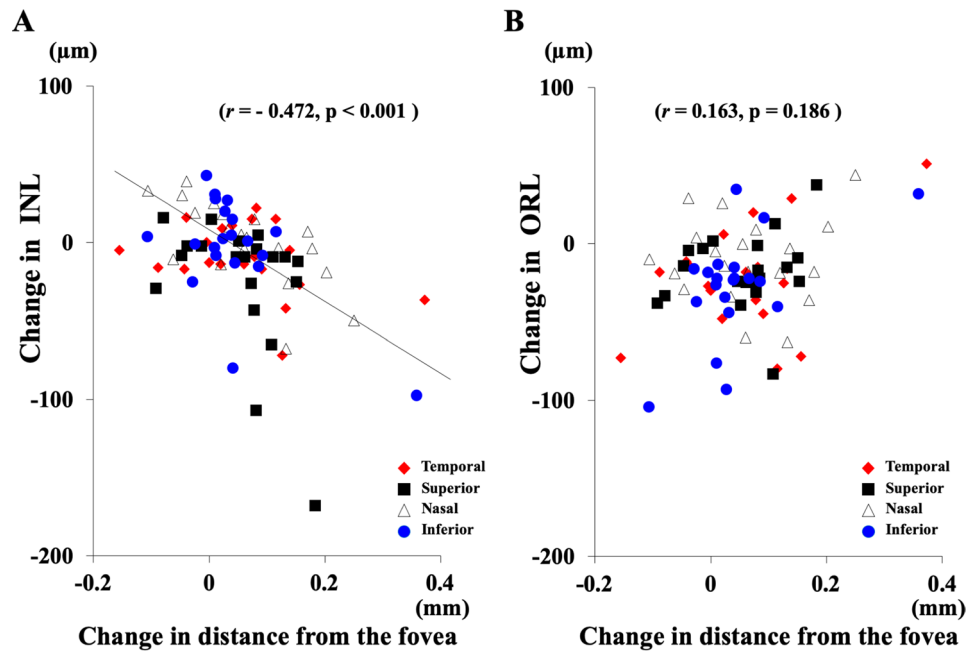 A
(μm)
100
(r = - 0.472, p < 0.001 )
0
-100
-200
Change in INL
Temporal
Superior
Nasal
Inferior
-0.2
0
0.2
0.4
(mm)
Change in distance from the fovea
B
(μm)
100
(r = 0.163, p = 0.186 )
0
-100
-200
Change in ORL
Temporal
Superior
Nasal
Inferior
-0.2
0
0.2
0.4
(mm)
Change in distance from the fovea